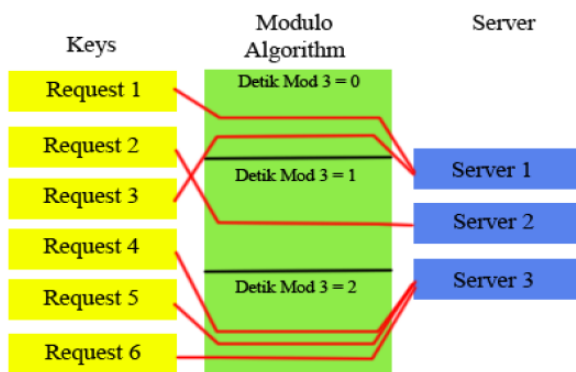 Keys
Modulo
Algorithm
Server
Request 1
Request 2
Request 3
Request 4
Request 5
Request 6
Detik Mod 3 = 0
Detik Mod 3 = 1
Detik Mod 3 = 2
Server 1
Server 2
Server 3